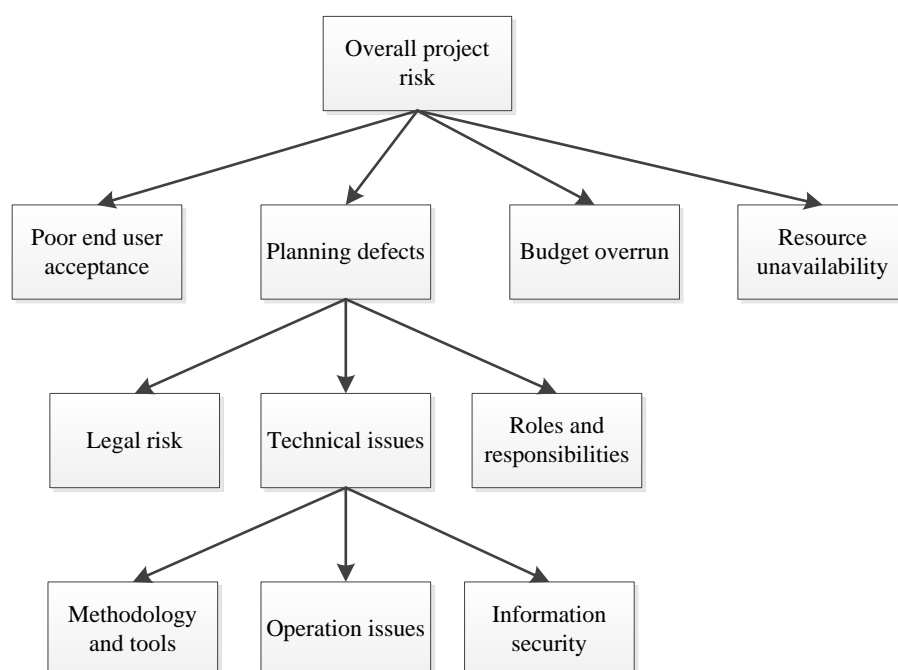 Overall project
risk
Poor end user
acceptance
Planning defects
Budget overrun
Resource
unavailability
Legal risk
Technical issues
Roles and
responsibilities
Methodology
and tools
Operation issues
Information
security